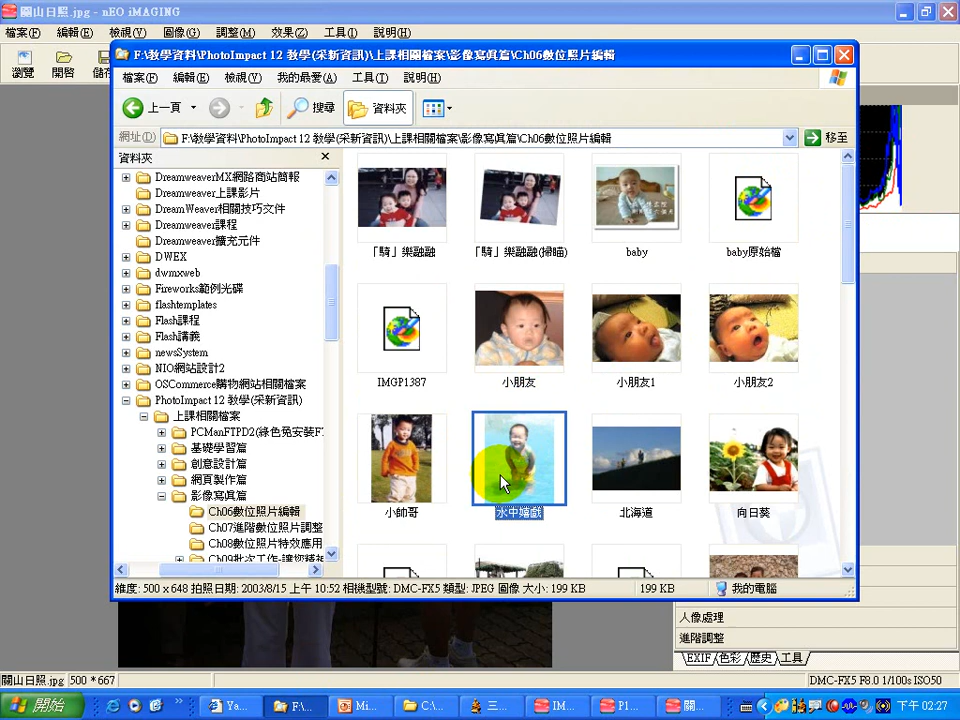 關山日照.jpg - nEO iMAGING
檔案(F) 編輯(E) 檢視(V) 圖像(G) 調整(M) 效果(Z) 工具(I) 說明(H)
瀏覽 開啓
F:\教學資料\PhotoImpact 12 教學(采新資訊)\上課相關檔案\影像寫真篇\Ch06數位照片編輯
檔案(F) 編輯(E) 檢視(V) 我的最愛(A) 工具(T) 說明(H)
上一頁 搜尋 資料夾
網址(D) F:\教學資料\PhotoImpact 12 教學(采新資訊)\上課相關檔案\影像寫真篇\Ch06數位照片編輯 移至
資料夾
DreamweaverMX網路商站簡報
Dreamweaver上課影片
DreamWeaver相關技巧文件
Dreamweaver課程
Dreamweaver擴充元件
DWEX
dwmxweb
Fireworks範例光碟
flashtemplates
Flash課程
Flash講義
newsSystem
NIO網站設計2
OSCommerce購物網站相關檔案
PhotoImpact 12 教學(采新資訊)
上課相關檔案
PCManFTPD2(綠色免安裝FT
基礎學習篇
創意設計篇
網頁製作篇
影像寫真篇
Ch06數位照片編輯
Ch07進階數位照片調整
Ch08數位照片特效應用
「騎」樂融融 「騎」樂融融(掃瞄) baby baby原始檔
IMGP1387 小朋友 小朋友1 小朋友2
小帥哥 水中嬉戲 北海道 向日葵
維度: 500 x 648 拍照日期: 2003/8/15 上午 10:52 相機型號: DMC-FX5 類型: JPEG 圖像 大小: 199 KB 199 KB 我的電腦
人像處理
進階調整
EXIF 色彩 歷史 工具
關山日照.jpg 500 * 667 DMC-FX5 F8.0 1/100s ISO50
開始 Ya... F:\... Mi... C:\... 三... IM... P1... 關... 下午 02:27